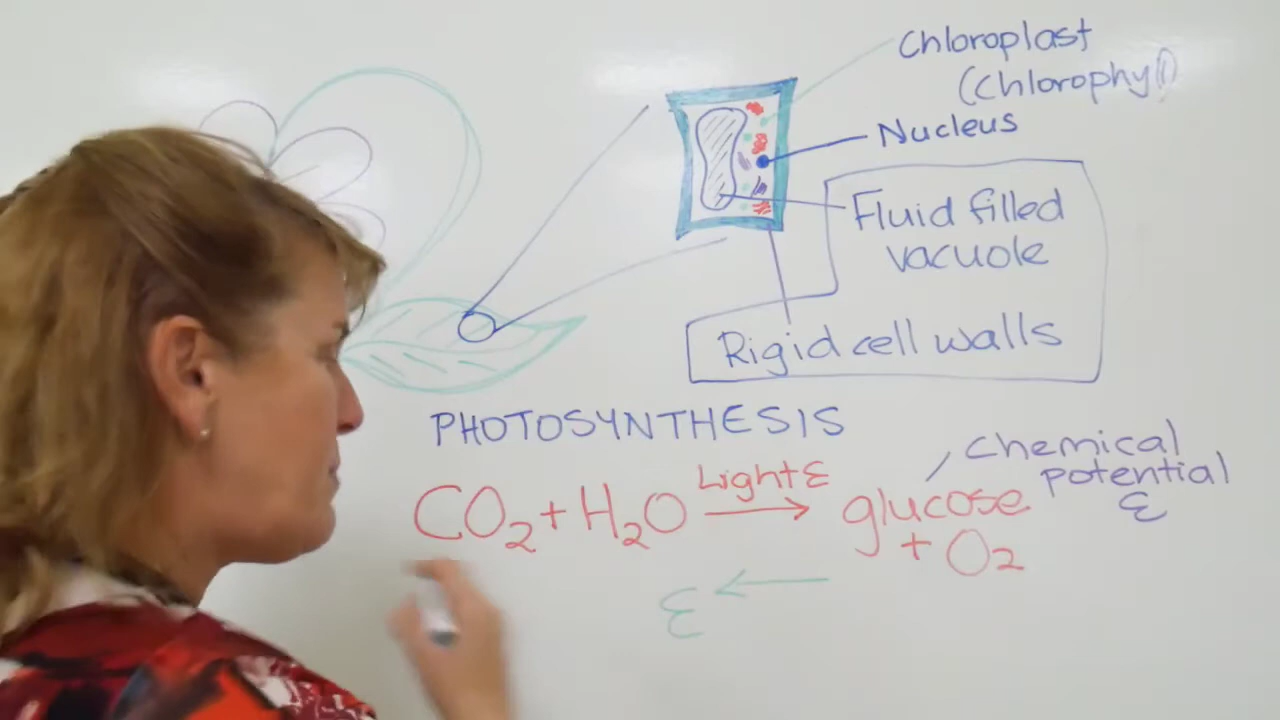 Chloroplast
(Chlorophyll)
Nucleus
Fluid filled
vacuole
Rigid cell walls
PHOTOSYNTHESIS
Chemical
potential
Ɛ
Light Ɛ
CO₂ + H₂O → glucose
+ O₂
Ɛ ←